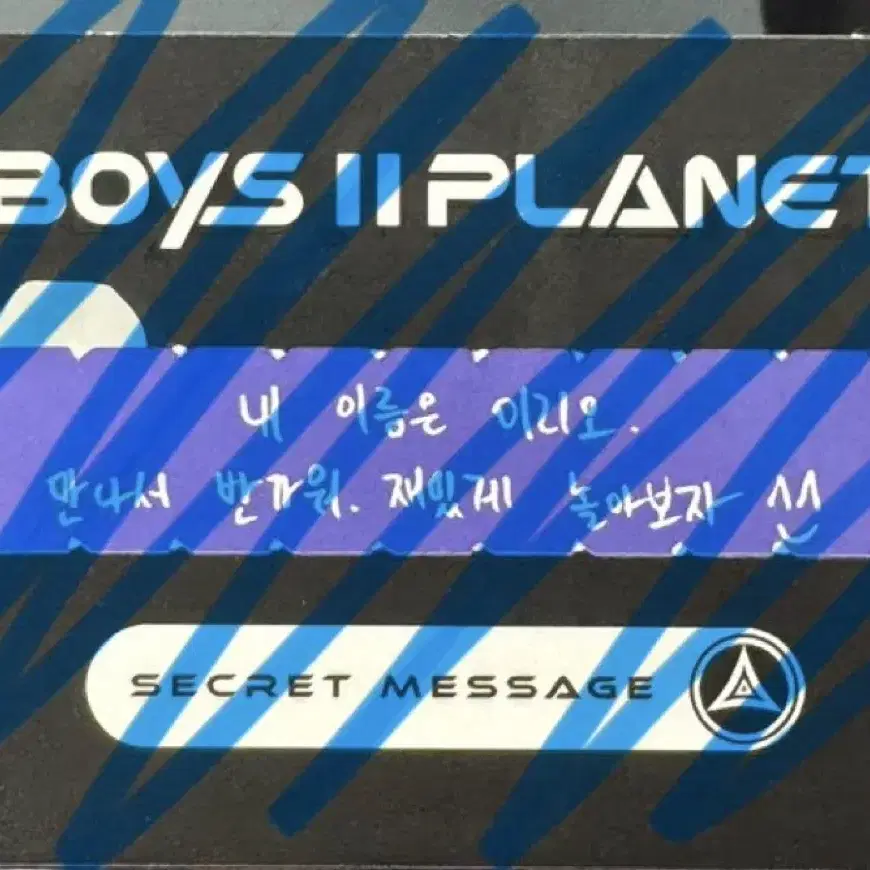 BOYS II PLANET
내 이름은 이리오.
만나서 반가워. 재밌게 놀아보자 ^^
SECRET MESSAGE